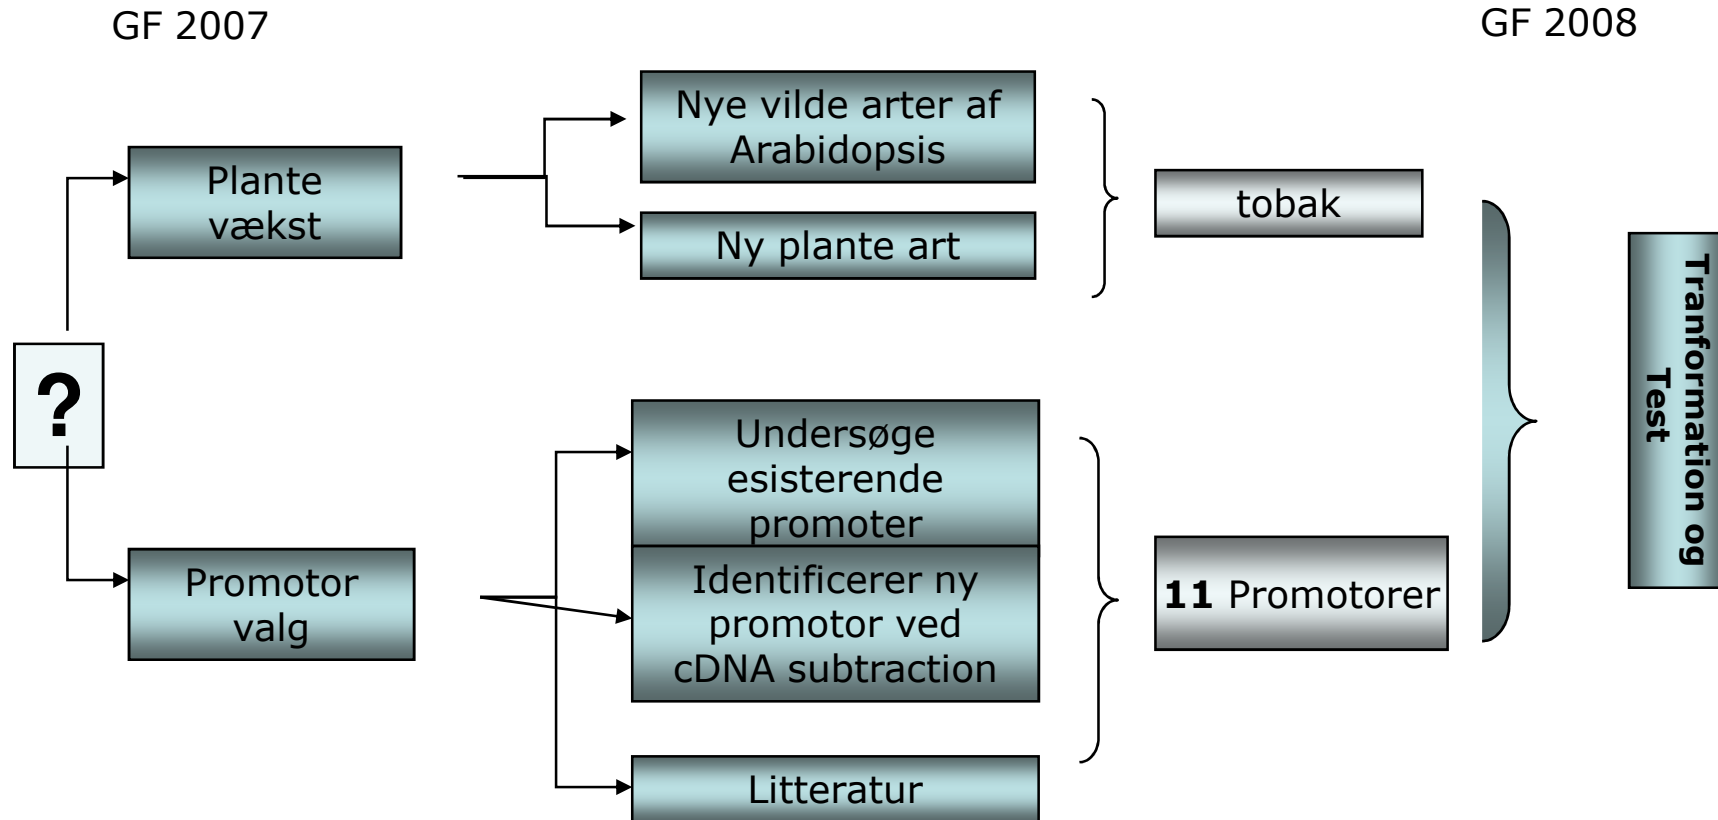 GF 2007
GF 2008
Nye vilde arter af
Arabidopsis
Plante
vækst
Ny plante art
tobak
?
Undersøge
esisterende
promoter
Promotor
valg
Identificerer ny
promotor ved
cDNA subtraction
11 Promotorer
Litteratur
Tranformation og
Test